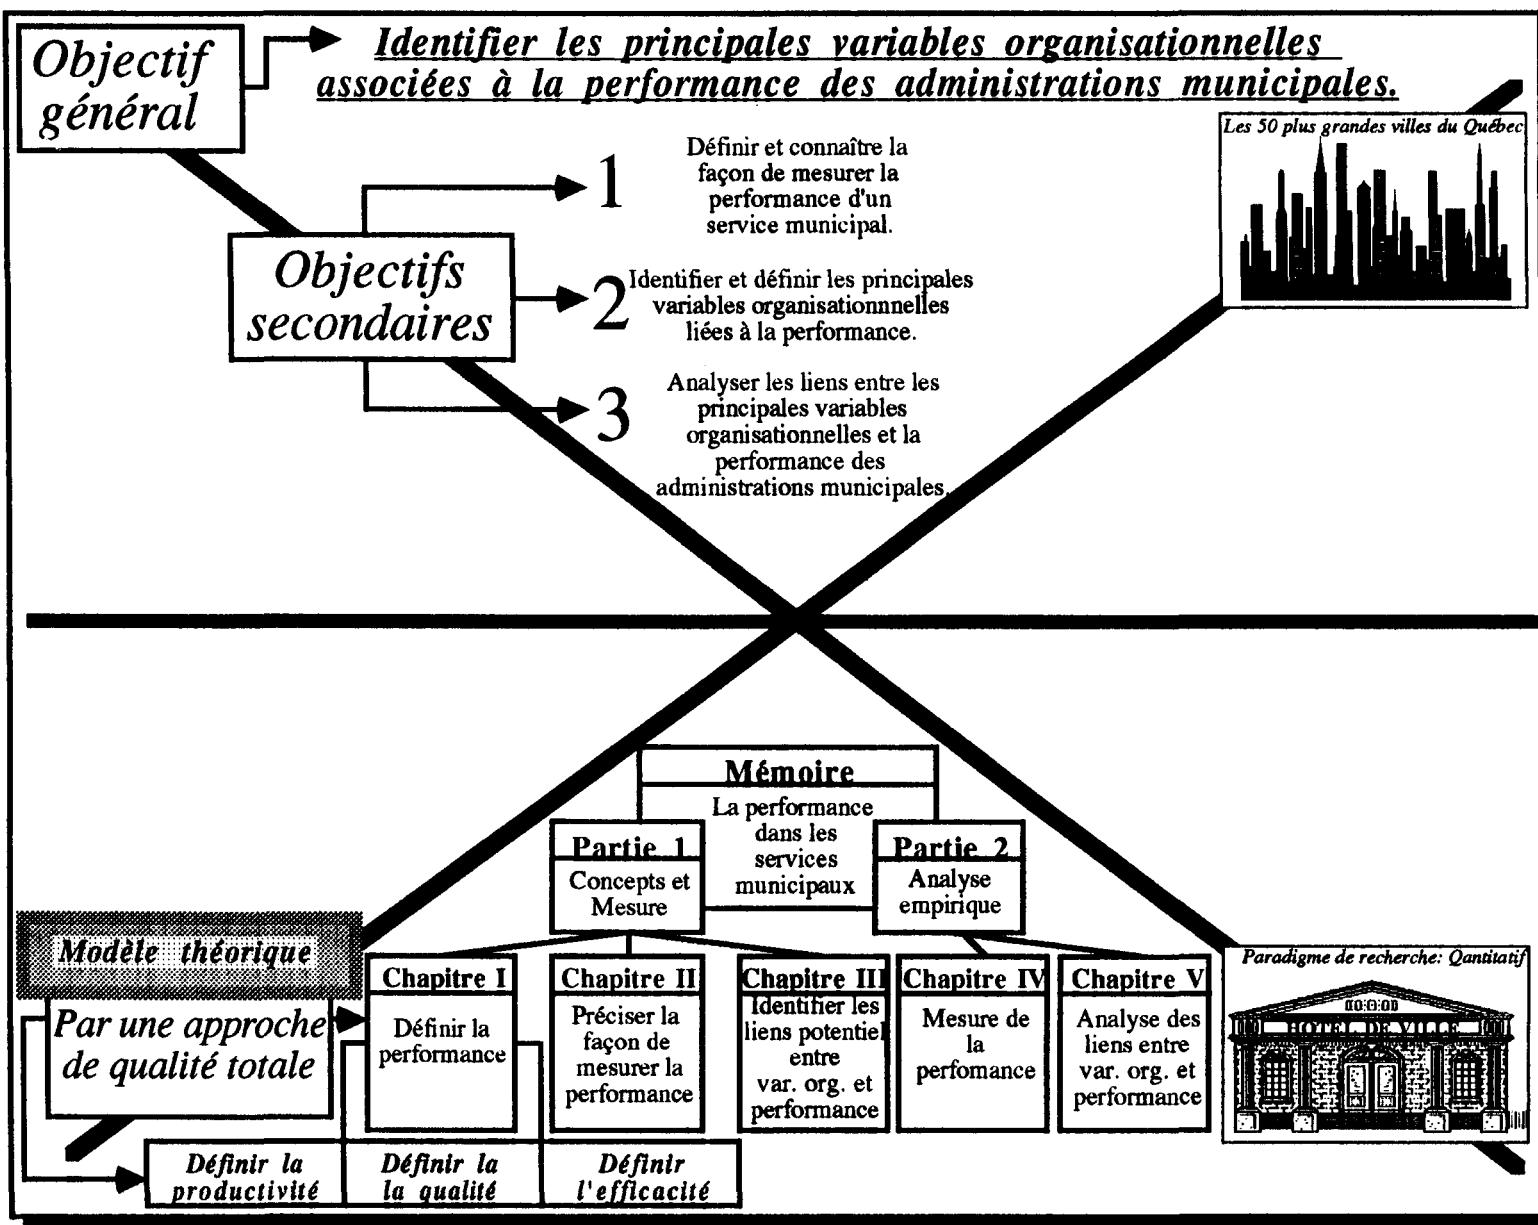 Objectif
général
Identifier les principales variables organisationnelles
associées à la performance des administrations municipales.
Les 50 plus grandes villes du Québec
Objectifs
secondaires
1
Définir et connaître la
façon de mesurer la
performance d'un
service municipal.
2
Identifier et définir les principales
variables organisationnnelles
liées à la performance.
3
Analyser les liens entre les
principales variables
organisationnelles et la
performance des
administrations municipales.
Mémoire
La performance
dans les
services
municipaux
Partie 1
Concepts et
Mesure
Partie 2
Analyse
empirique
Modèle théorique
Par une approche
de qualité totale
Chapitre I
Définir la
performance
Chapitre II
Préciser la
façon de
mesurer la
performance
Chapitre III
Identifier les
liens potentiel
entre
var. org. et
performance
Chapitre IV
Mesure de
la
perfomance
Chapitre V
Analyse des
liens entre
var. org. et
performance
Paradigme de recherche: Qantitatif
HOTEL DE VILLE
Définir la
productivité
Définir la
la qualité
Définir
l'efficacité